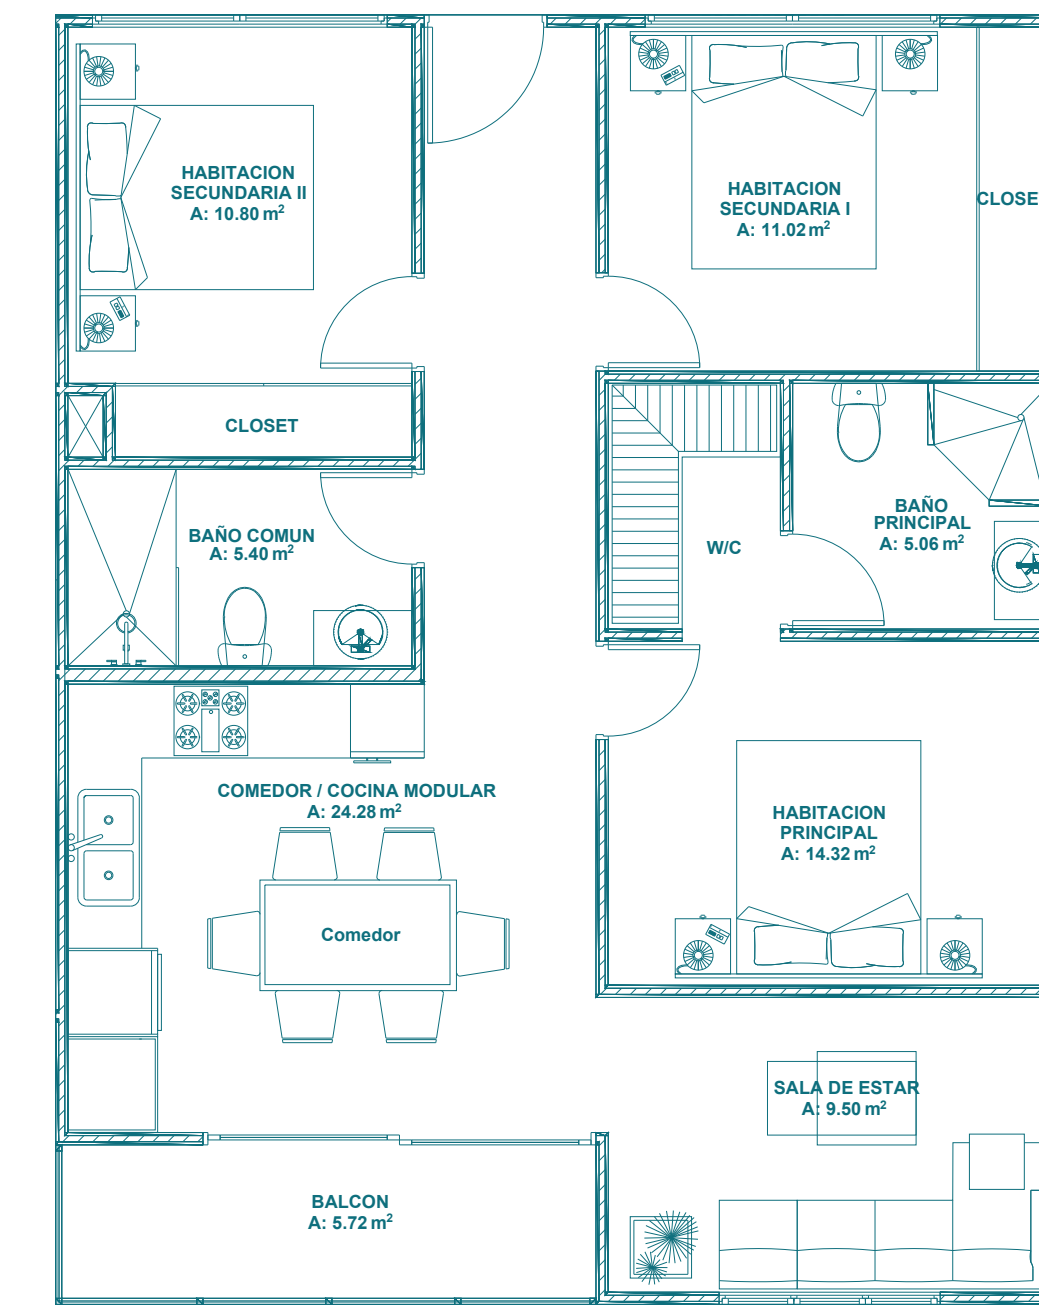 HABITACION
SECUNDARIA II
A: 10.80 m²
HABITACION
SECUNDARIA I
A: 11.02 m²
CLOSE
CLOSET
BAÑO COMUN
A: 5.40 m²
W/C
BAÑO
PRINCIPAL
A: 5.06 m²
COMEDOR / COCINA MODULAR
A: 24.28 m²
HABITACION
PRINCIPAL
A: 14.32 m²
Comedor
SALA DE ESTAR
A: 9.50 m²
BALCON
A: 5.72 m²